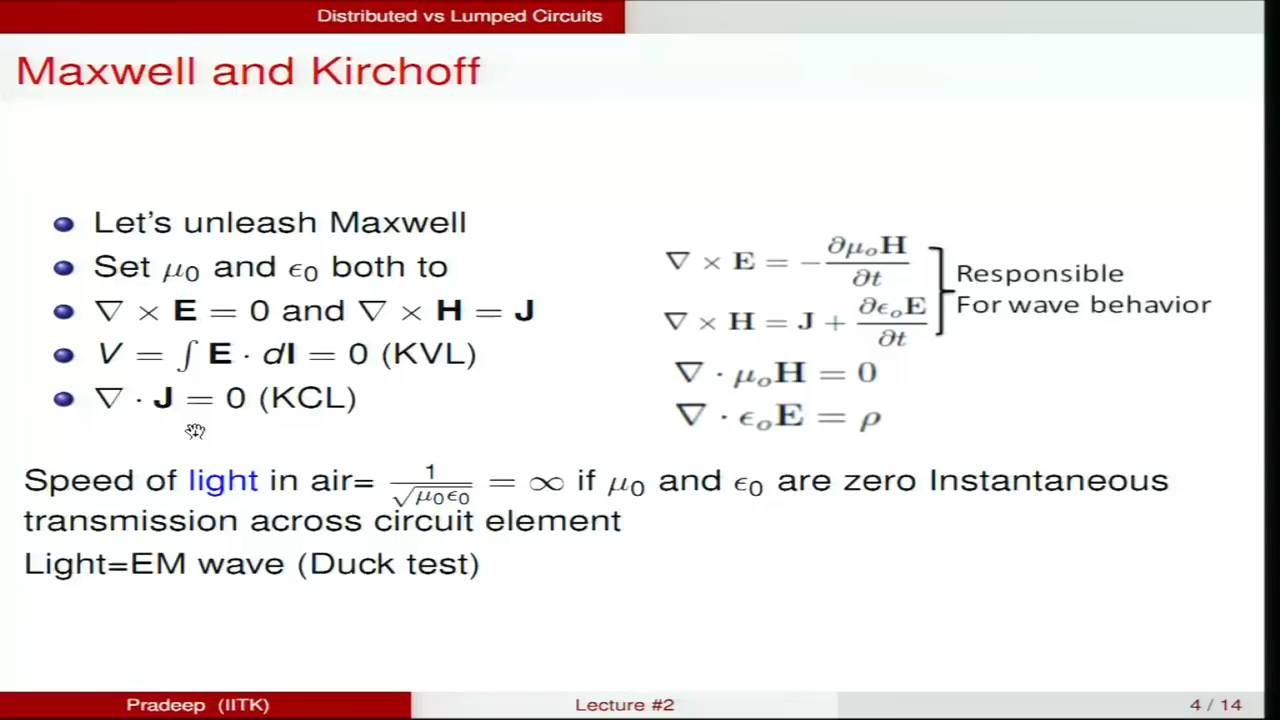 Distributed vs Lumped Circuits
Maxwell and Kirchoff
Let's unleash Maxwell
Set μ0 and ϵ0 both to
∇ × E = 0 and ∇ × H = J
V = ∫ E · dl = 0 (KVL)
∇ · J = 0 (KCL)
∇ × E = −∂μoH/∂t
∇ × H = J + ∂ϵoE/∂t
∇ · μoH = 0
∇ · ϵoE = ρ
Responsible
For wave behavior
Speed of light in air= 1/√μ0ϵ0 = ∞ if μ0 and ϵ0 are zero Instantaneous
transmission across circuit element
Light=EM wave (Duck test)
Pradeep (IITK)
Lecture #2
4 / 14